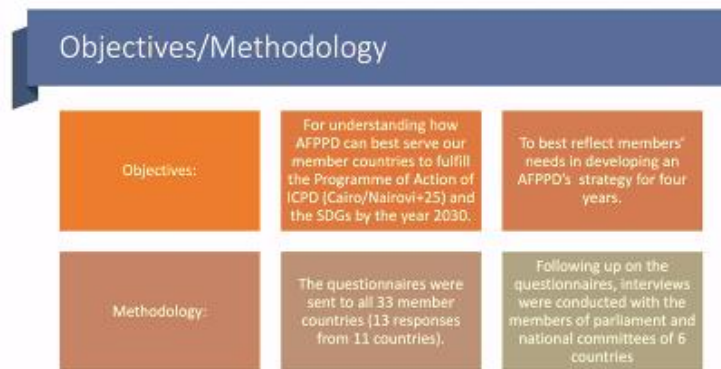 Objectives/Methodology
Objectives:
For understanding how
AFPPD can best serve our
member countries to fulfill
the Programme of Action of
ICPD (Cairo/Nairovi+25) and
the SDGs by the year 2030.
To best reflect members'
needs in developing an
AFPPD's strategy for four
years.
Methodology:
The questionnaires were
sent to all 33 member
countries (13 responses
from 11 countries).
Following up on the
questionnaires, interviews
were conducted with the
members of parliament and
national committees of 6
countries